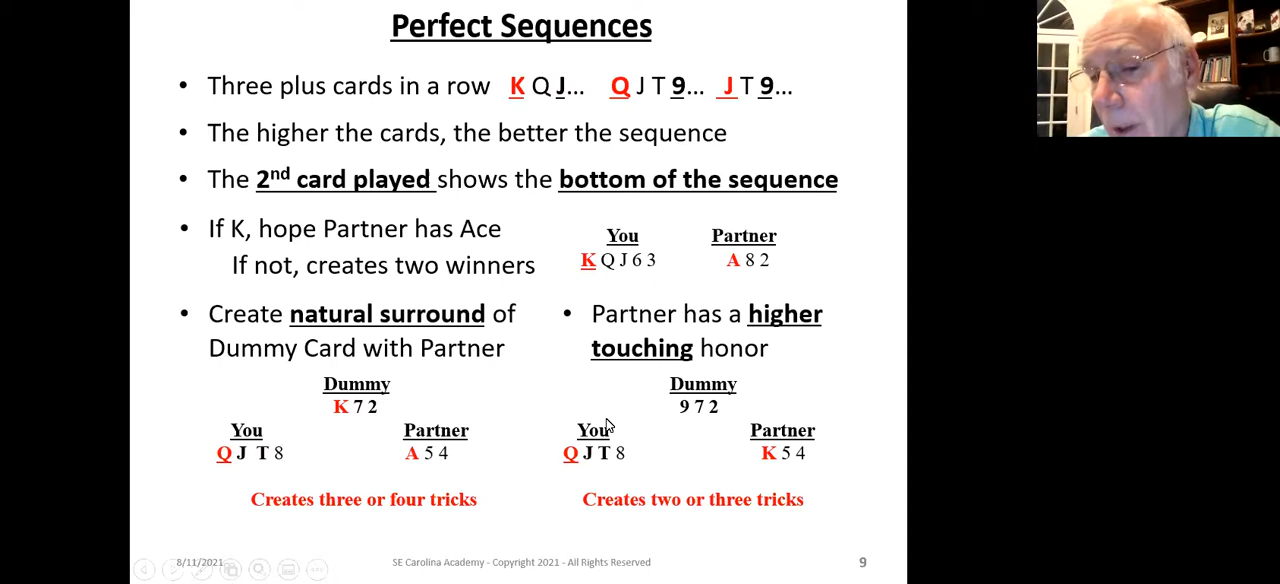 Perfect Sequences
• Three plus cards in a row K Q J... Q J T 9... J T 9...
• The higher the cards, the better the sequence
• The 2nd card played shows the bottom of the sequence
• If K, hope Partner has Ace
If not, creates two winners
You Partner
K Q J 6 3 A 8 2
• Create natural surround of
Dummy Card with Partner
• Partner has a higher
touching honor
Dummy
K 7 2
You Partner
Q J T 8 A 5 4
Creates three or four tricks
Dummy
9 7 2
You Partner
Q J T 8 K 5 4
Creates two or three tricks
8/11/2021 SE Carolina Academy - Copyright 2021 - All Rights Reserved 9